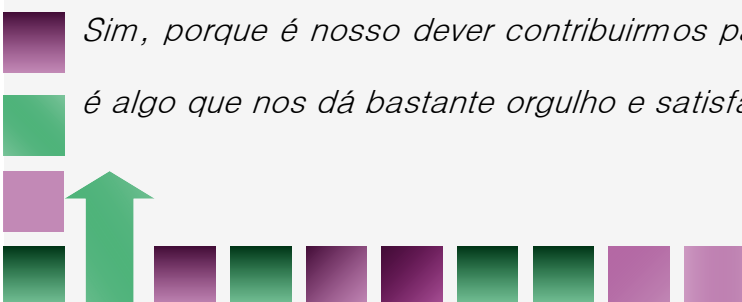 Sim, porque é nosso dever contribuirmos
é algo que nos dá bastante orgulho e